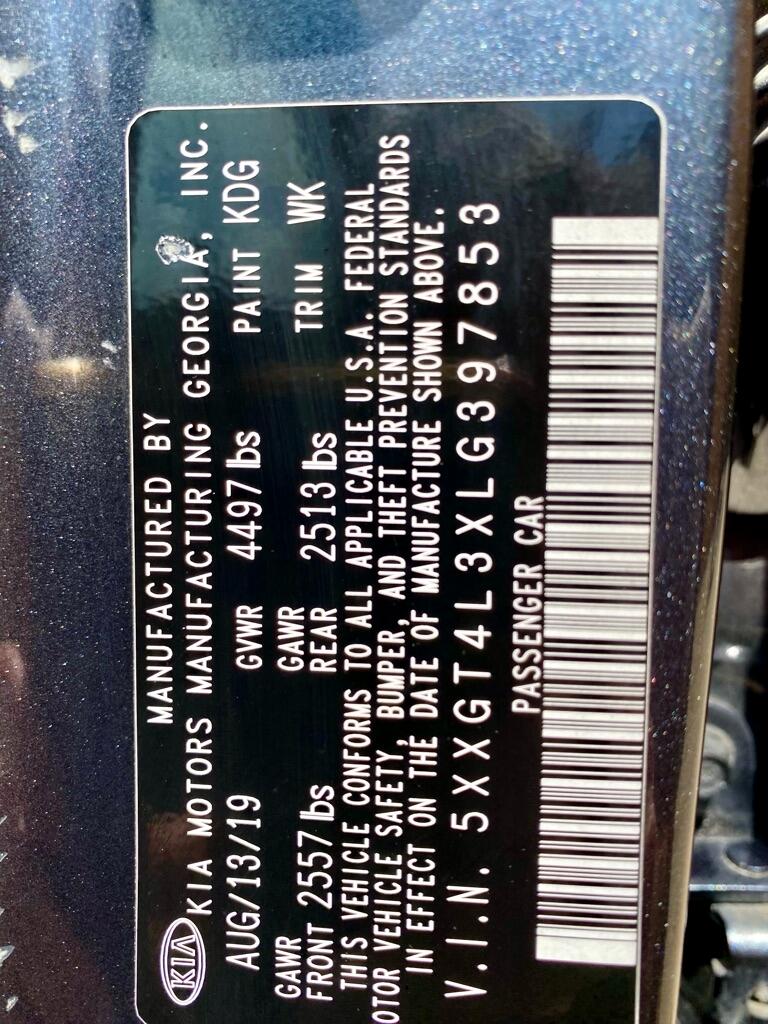 MANUFACTURED BY
KIA KIA MOTORS MANUFACTURING GEORGIA, INC.
AUG/13/19 GVWR 4497 lbs PAINT KDG
GAWR FRONT 2557 lbs GAWR REAR 2513 lbs TRIM WK
THIS VEHICLE CONFORMS TO ALL APPLICABLE U.S.A. FEDERAL
OTOR VEHICLE SAFETY, BUMPER, AND THEFT PREVENTION STANDARDS
IN EFFECT ON THE DATE OF MANUFACTURE SHOWN ABOVE.
V.I.N. 5XXGT4L3XLG397853
PASSENGER CAR